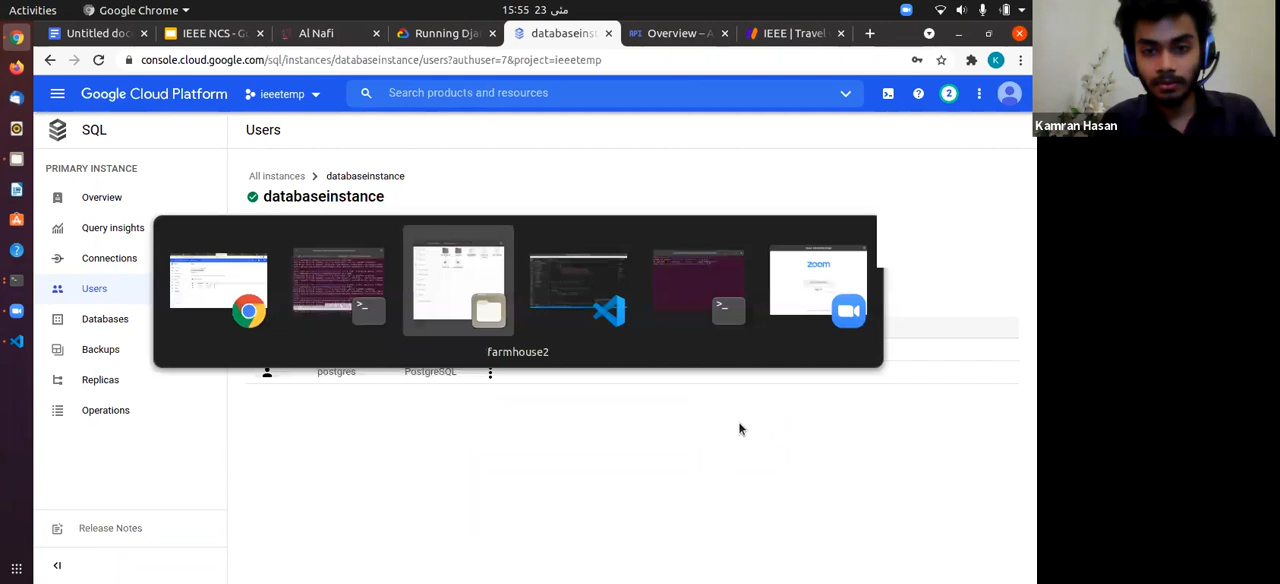 Activities
Google Chrome
15:55 23 مئی
Untitled doc
IEEE NCS - G
Al Nafi
Running Dja
databaseinst
Overview – A
IEEE | Travel
console.cloud.google.com/sql/instances/databaseinstance/users?authuser=7&project=ieeetemp
K
Google Cloud Platform
ieeetemp
Search products and resources
2
Kamran Hasan
SQL
Users
PRIMARY INSTANCE
All instances > databaseinstance
Overview
databaseinstance
Query insights
Connections
Users
Databases
Backups
Replicas
Operations
zoom
farmhouse2
postgres
PostgreSQL
Release Notes